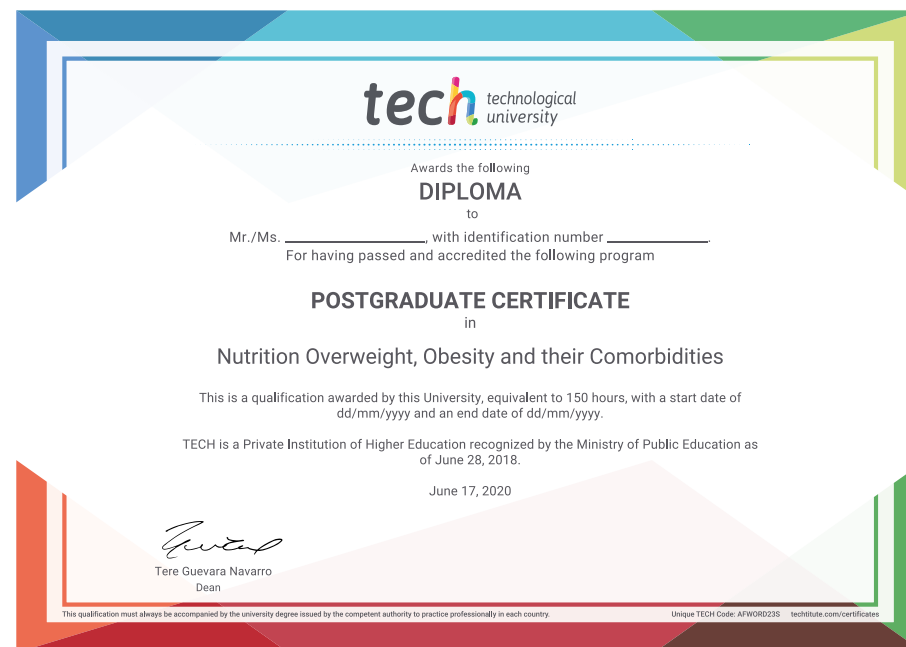 tech technological
university
Awards the following
DIPLOMA
to
Mr./Ms. ____________________, with identification number ______________.
For having passed and accredited the following program
POSTGRADUATE CERTIFICATE
in
Nutrition Overweight, Obesity and their Comorbidities
This is a qualification awarded by this University, equivalent to 150 hours, with a start date of
dd/mm/yyyy and an end date of dd/mm/yyyy.
TECH is a Private Institution of Higher Education recognized by the Ministry of Public Education as
of June 28, 2018.
June 17, 2020
Tere Guevara Navarro
Dean
This qualification must always be accompanied by the university degree issued by the competent authority to practice professionally in each country. Unique TECH Code: AFWORD23S techtitute.com/certificates